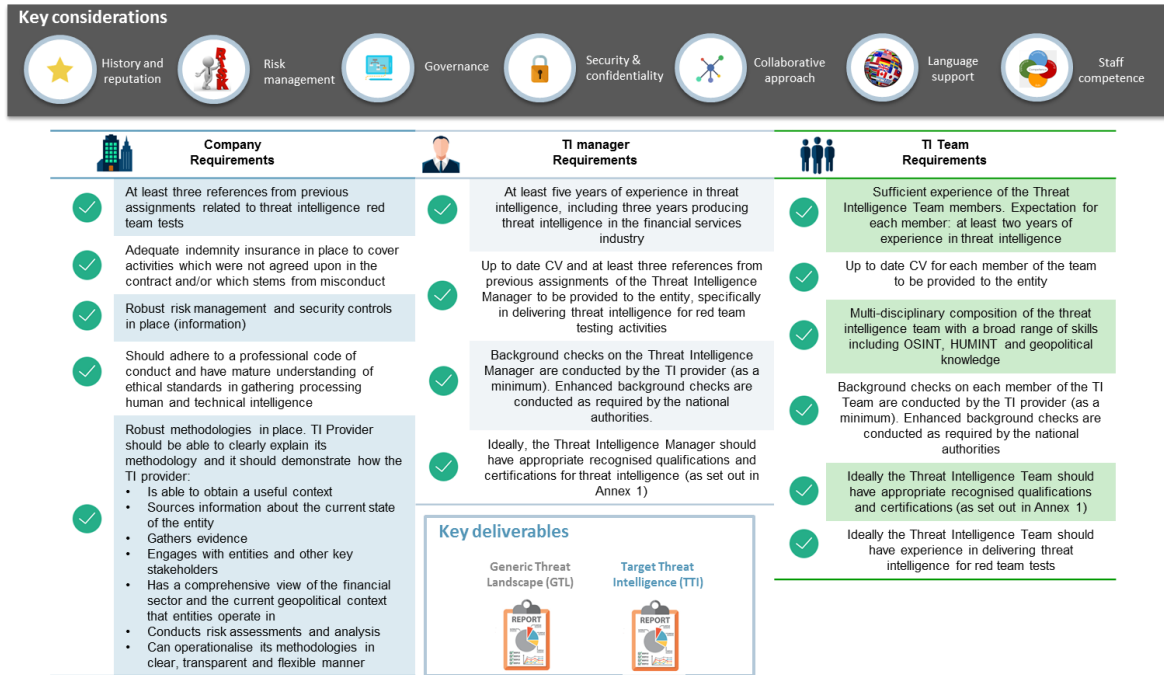 Key considerations
History and
reputation
RISK
Risk
management
Governance
Security &
confidentiality
Collaborative
approach
Language
support
Staff
competence
Company
Requirements
At least three references from previous
assignments related to threat intelligence red
team tests
Adequate indemnity insurance in place to cover
activities which were not agreed upon in the
contract and/or which stems from misconduct
Robust risk management and security controls
in place (information)
Should adhere to a professional code of
conduct and have mature understanding of
ethical standards in gathering processing
human and technical intelligence
Robust methodologies in place. TI Provider
should be able to clearly explain its
methodology and it should demonstrate how the
TI provider:
• Is able to obtain a useful context
• Sources information about the current state
of the entity
• Gathers evidence
• Engages with entities and other key
stakeholders
• Has a comprehensive view of the financial
sector and the current geopolitical context
that entities operate in
• Conducts risk assessments and analysis
• Can operationalise its methodologies in
clear, transparent and flexible manner
TI manager
Requirements
At least five years of experience in threat
intelligence, including three years producing
threat intelligence in the financial services
industry
Up to date CV and at least three references from
previous assignments of the Threat Intelligence
Manager to be provided to the entity, specifically
in delivering threat intelligence for red team
testing activities
Background checks on the Threat Intelligence
Manager are conducted by the TI provider (as a
minimum). Enhanced background checks are
conducted as required by the national
authorities.
Ideally, the Threat Intelligence Manager should
have appropriate recognised qualifications and
certifications for threat intelligence (as set out in
Annex 1)
Key deliverables
Generic Threat
Landscape (GTL)
REPORT
Target Threat
Intelligence (TTI)
REPORT
TI Team
Requirements
Sufficient experience of the Threat
Intelligence Team members. Expectation for
each member: at least two years of
experience in threat intelligence
Up to date CV for each member of the team
to be provided to the entity
Multi-disciplinary composition of the threat
intelligence team with a broad range of skills
including OSINT, HUMINT and geopolitical
knowledge
Background checks on each member of the TI
Team are conducted by the TI provider (as a
minimum). Enhanced background checks are
conducted as required by the national
authorities
Ideally the Threat Intelligence Team should
have appropriate recognised qualifications
and certifications (as set out in Annex 1)
Ideally the Threat Intelligence Team should
have experience in delivering threat
intelligence for red team tests